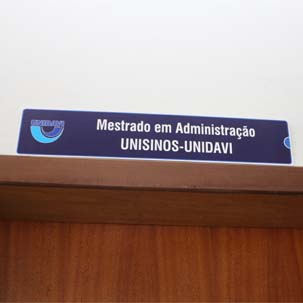 UNIDAVI
Mestrado em Administração
UNISINOS-UNIDAVI